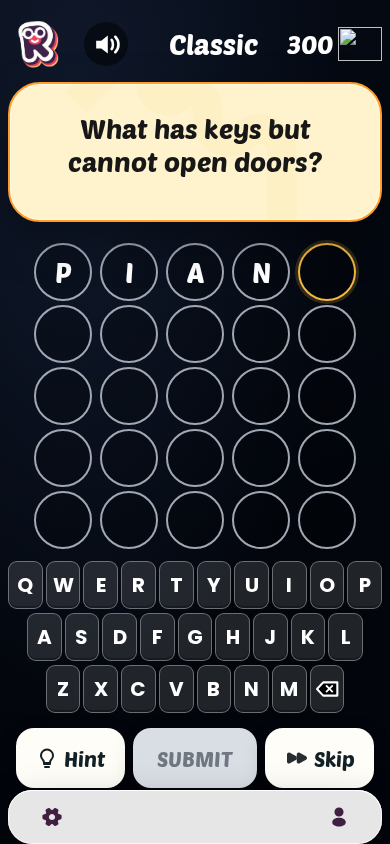 Classic
300
What has keys but
cannot open doors?
P I A N
Q W E R T Y U I O P
A S D F G H J K L
Z X C V B N M
Hint
SUBMIT
Skip